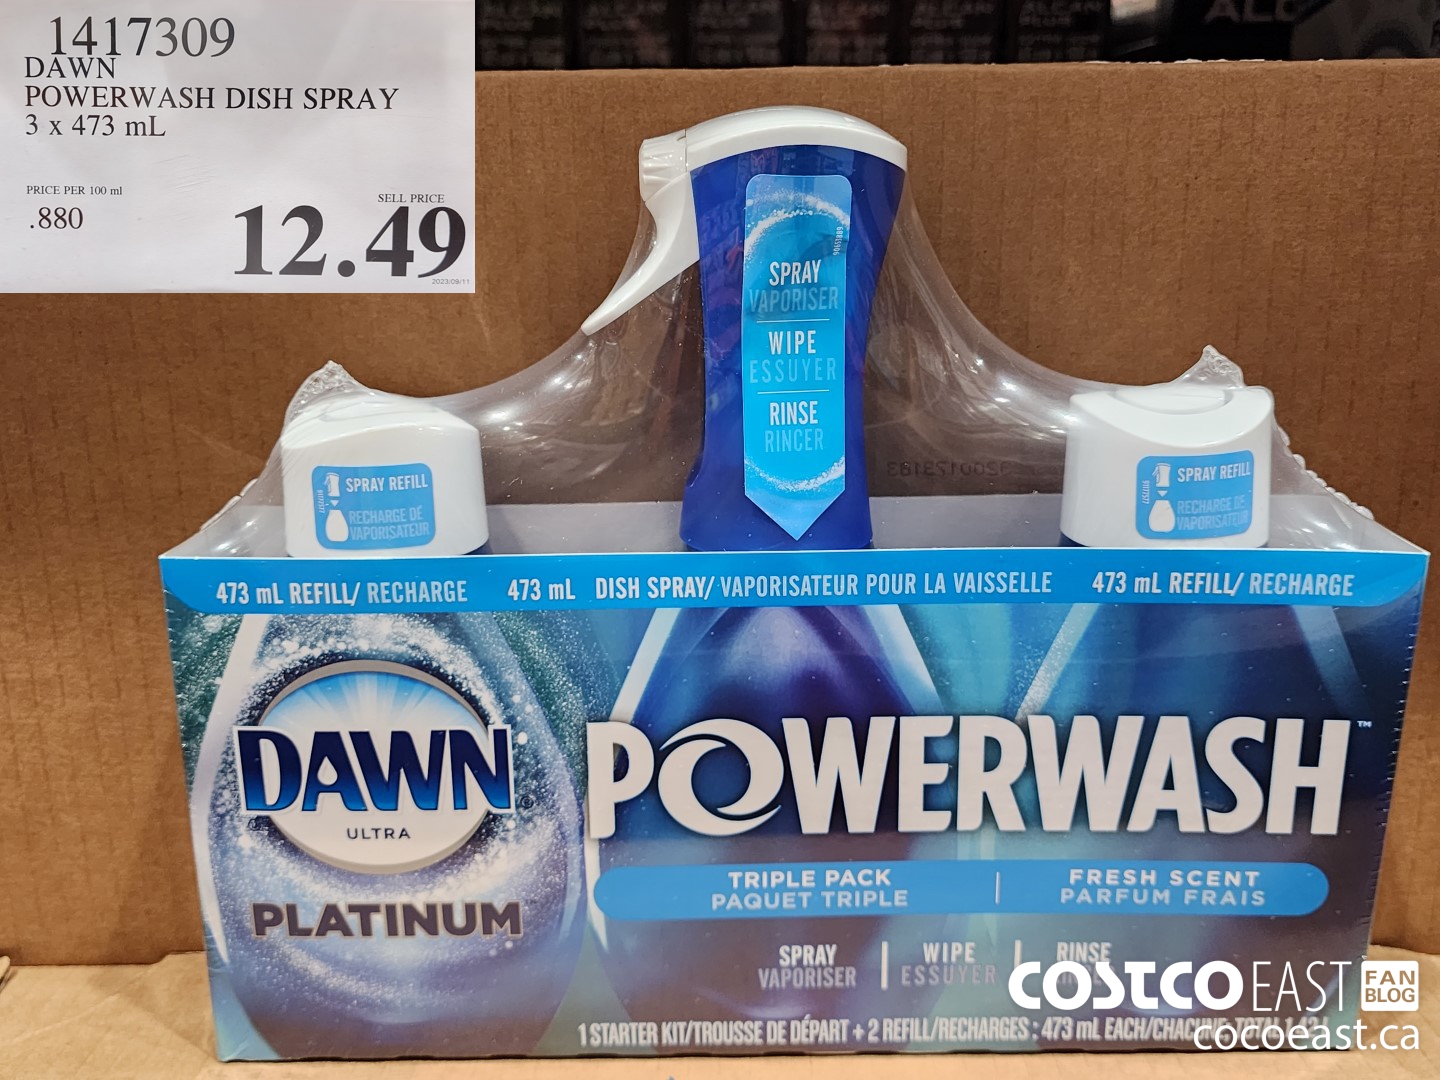 1417309
DAWN
POWERWASH DISH SPRAY
3 x 473 mL
PRICE PER 100 ml
.880
SELL PRICE
12.49
2023/09/11
ALC
SPRAY
VAPORISER
WIPE
ESSUYER
RINSE
RINCER
SPRAY REFILL
RECHARGE DE
VAPORISATEUR
SPRAY REFILL
RECHARGE DE
VAPORISATEUR
473 mL REFILL/ RECHARGE
473 mL DISH SPRAY/ VAPORISATEUR POUR LA VAISSELLE
473 mL REFILL/ RECHARGE
DAWN
ULTRA
PLATINUM
POWERWASH™
TRIPLE PACK
PAQUET TRIPLE
FRESH SCENT
PARFUM FRAIS
SPRAY
VAPORISER
WIPE
ESSUYER
RINSE
1 STARTER KIT/TROUSSE DE DÉPART + 2 REFILL/RECHARGES : 473 mL EACH/CHACUNE
COSTCO EAST FAN BLOG
cocoeast.ca